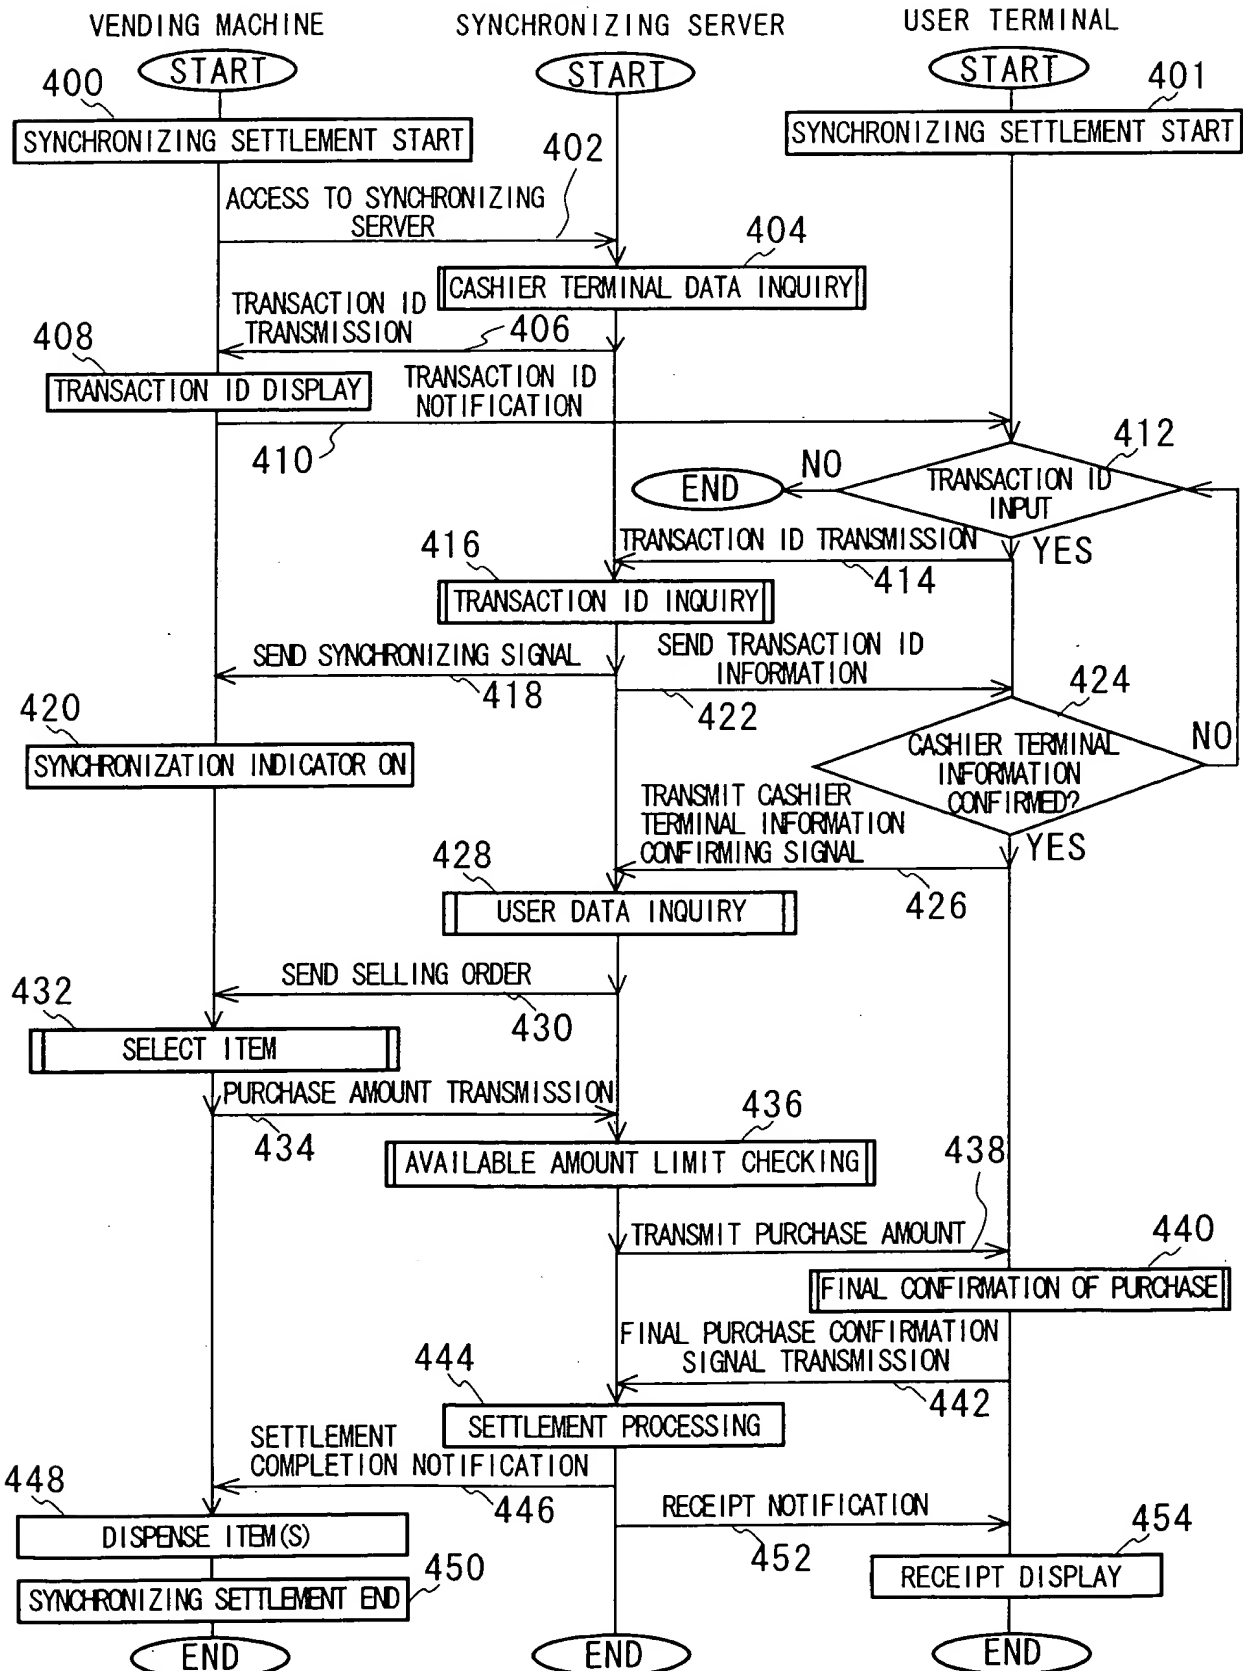 VENDING MACHINE
SYNCHRONIZING SERVER
USER TERMINAL
START
START
START
400
401
SYNCHRONIZING SETTLEMENT START
SYNCHRONIZING SETTLEMENT START
402
ACCESS TO SYNCHRONIZING
SERVER
404
CASHIER TERMINAL DATA INQUIRY
TRANSACTION ID
TRANSMISSION
406
408
TRANSACTION ID DISPLAY
TRANSACTION ID
NOTIFICATION
410
412
NO
END
TRANSACTION ID
INPUT
YES
TRANSACTION ID TRANSMISSION
414
416
TRANSACTION ID INQUIRY
SEND SYNCHRONIZING SIGNAL
418
SEND TRANSACTION ID
INFORMATION
422
424
420
SYNCHRONIZATION INDICATOR ON
CASHIER TERMINAL
INFORMATION
CONFIRMED?
NO
YES
TRANSMIT CASHIER
TERMINAL INFORMATION
CONFIRMING SIGNAL
426
428
USER DATA INQUIRY
SEND SELLING ORDER
430
432
SELECT ITEM
PURCHASE AMOUNT TRANSMISSION
434
436
AVAILABLE AMOUNT LIMIT CHECKING
438
TRANSMIT PURCHASE AMOUNT
440
FINAL CONFIRMATION OF PURCHASE
FINAL PURCHASE CONFIRMATION
SIGNAL TRANSMISSION
442
444
SETTLEMENT PROCESSING
SETTLEMENT
COMPLETION NOTIFICATION
446
448
DISPENSE ITEM(S)
RECEIPT NOTIFICATION
452
454
RECEIPT DISPLAY
450
SYNCHRONIZING SETTLEMENT END
END
END
END